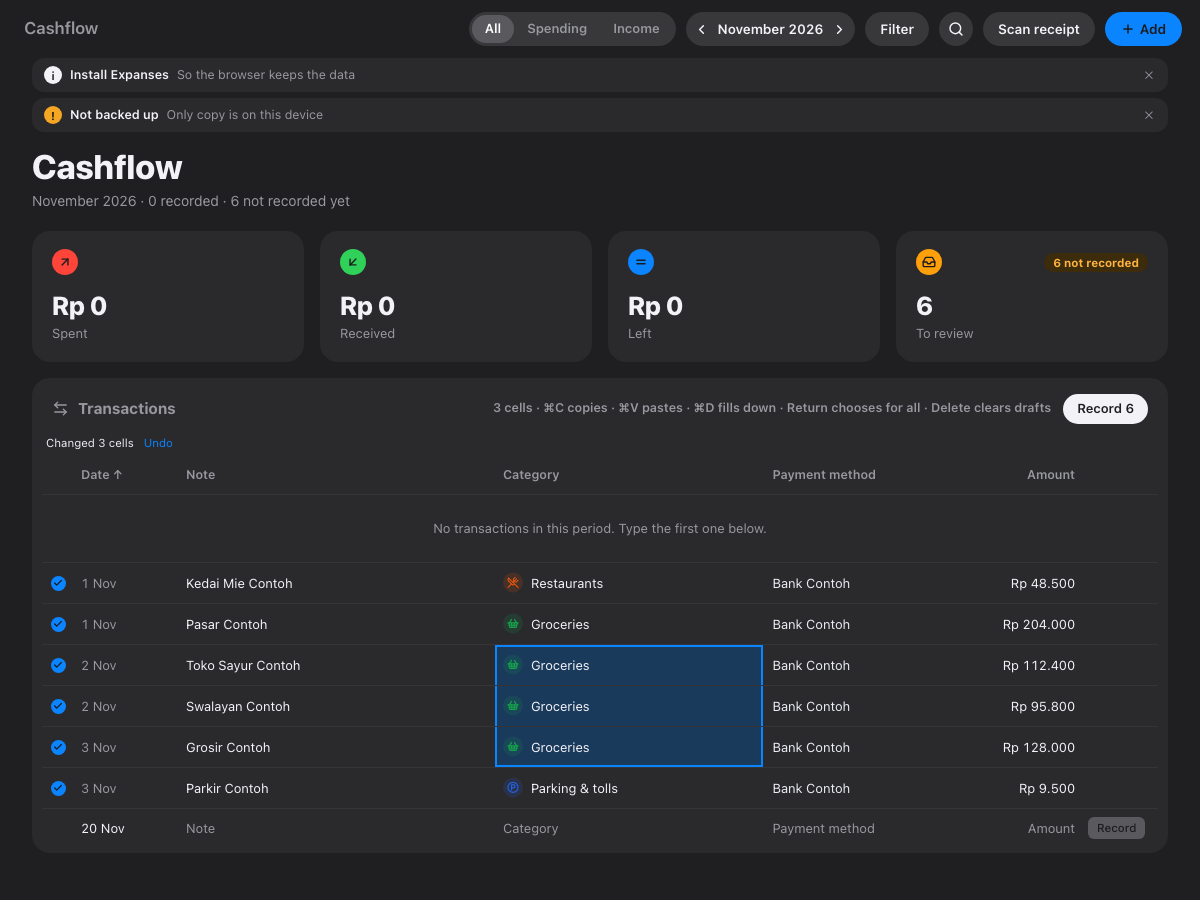 Cashflow
All Spending Income
November 2026
Filter
Scan receipt
+ Add
Install Expanses So the browser keeps the data
Not backed up Only copy is on this device
Cashflow
November 2026 · 0 recorded · 6 not recorded yet
6 not recorded
Rp 0 Rp 0 Rp 0 6
Spent Received Left To review
Transactions
3 cells · ⌘C copies · ⌘V pastes · ⌘D fills down · Return chooses for all · Delete clears drafts
Record 6
Changed 3 cells Undo
Date ↑ Note Category Payment method Amount
No transactions in this period. Type the first one below.
1 Nov Kedai Mie Contoh Restaurants Bank Contoh Rp 48.500
1 Nov Pasar Contoh Groceries Bank Contoh Rp 204.000
2 Nov Toko Sayur Contoh Groceries Bank Contoh Rp 112.400
2 Nov Swalayan Contoh Groceries Bank Contoh Rp 95.800
3 Nov Grosir Contoh Groceries Bank Contoh Rp 128.000
3 Nov Parkir Contoh Parking & tolls Bank Contoh Rp 9.500
20 Nov Note Category Payment method Amount Record